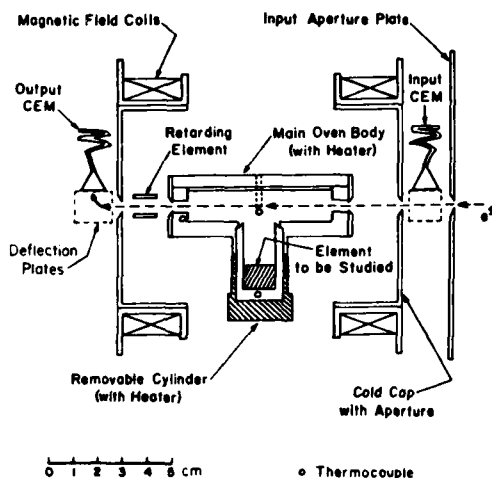 Magnetic Field Coils
Input Aperture Plate
Output
CEM
Input
CEM
Retarding
Element
Main Oven Body
(with Heater)
e±
Deflection
Plates
Element
to be Studied
Removable Cylinder
(with Heater)
Cold Cap
with Aperture
0 1 2 3 4 5 cm
o Thermocouple